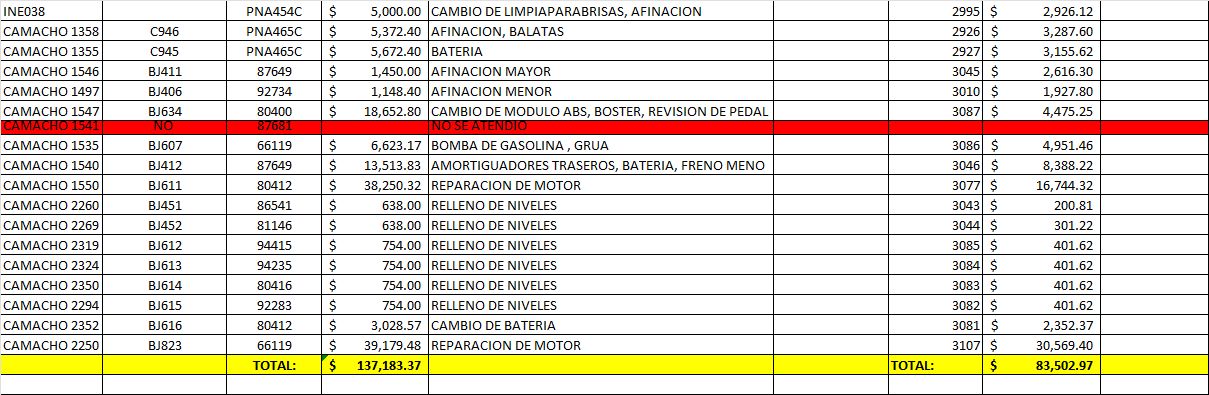 INE038 PNA454C $ 5,000.00 CAMBIO DE LIMPIAPARABRISAS, AFINACION 2995 $ 2,926.12
CAMACHO 1358 C946 PNA465C $ 5,372.40 AFINACION, BALATAS 2926 $ 3,287.60
CAMACHO 1355 C945 PNA465C $ 5,672.40 BATERIA 2927 $ 3,155.62
CAMACHO 1546 BJ411 87649 $ 1,450.00 AFINACION MAYOR 3045 $ 2,616.30
CAMACHO 1497 BJ406 92734 $ 1,148.40 AFINACION MENOR 3010 $ 1,927.80
CAMACHO 1547 BJ634 80400 $ 18,652.80 CAMBIO DE MODULO ABS, BOSTER, REVISION DE PEDAL 3087 $ 4,475.25
CAMACHO 1541 NO 87681 NO SE ATENDIO
CAMACHO 1535 BJ607 66119 $ 6,623.17 BOMBA DE GASOLINA , GRUA 3086 $ 4,951.46
CAMACHO 1540 BJ412 87649 $ 13,513.83 AMORTIGUADORES TRASEROS, BATERIA, FRENO MENO 3046 $ 8,388.22
CAMACHO 1550 BJ611 80412 $ 38,250.32 REPARACION DE MOTOR 3077 $ 16,744.32
CAMACHO 2260 BJ451 86541 $ 638.00 RELLENO DE NIVELES 3043 $ 200.81
CAMACHO 2269 BJ452 81146 $ 638.00 RELLENO DE NIVELES 3044 $ 301.22
CAMACHO 2319 BJ612 94415 $ 754.00 RELLENO DE NIVELES 3085 $ 401.62
CAMACHO 2324 BJ613 94235 $ 754.00 RELLENO DE NIVELES 3084 $ 401.62
CAMACHO 2350 BJ614 80416 $ 754.00 RELLENO DE NIVELES 3083 $ 401.62
CAMACHO 2294 BJ615 92283 $ 754.00 RELLENO DE NIVELES 3082 $ 401.62
CAMACHO 2352 BJ616 80412 $ 3,028.57 CAMBIO DE BATERIA 3081 $ 2,352.37
CAMACHO 2250 BJ823 66119 $ 39,179.48 REPARACION DE MOTOR 3107 $ 30,569.40
TOTAL: $ 137,183.37 TOTAL: $ 83,502.97